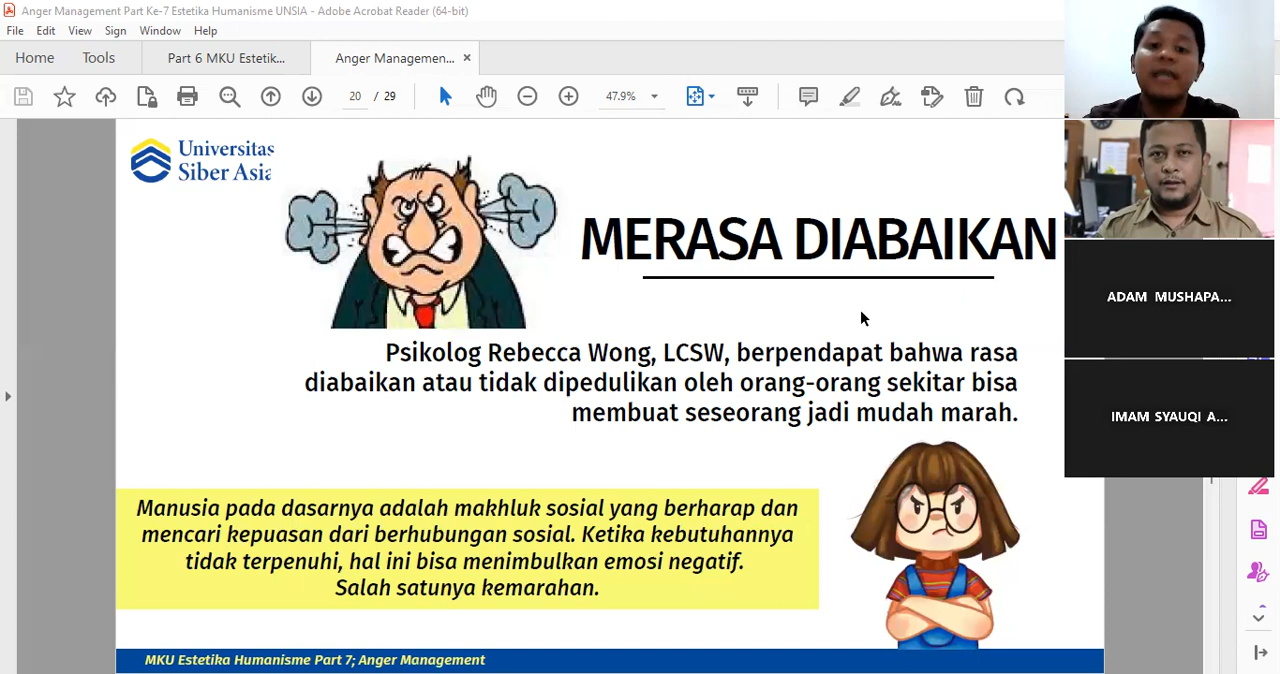 Anger Management Part Ke-7 Estetika Humanisme UNSIA - Adobe Acrobat Reader (64-bit)
File Edit View Sign Window Help
Home Tools Part 6 MKU Estetik... Anger Managemen... ×
20 / 29 47.9%
Universitas
Siber Asia
MERASA DIABAIKAN
Psikolog Rebecca Wong, LCSW, berpendapat bahwa rasa
diabaikan atau tidak dipedulikan oleh orang-orang sekitar bisa
membuat seseorang jadi mudah marah.
Manusia pada dasarnya adalah makhluk sosial yang berharap dan
mencari kepuasan dari berhubungan sosial. Ketika kebutuhannya
tidak terpenuhi, hal ini bisa menimbulkan emosi negatif.
Salah satunya kemarahan.
MKU Estetika Humanisme Part 7; Anger Management
ADAM MUSHAPA...
IMAM SYAUQI A...